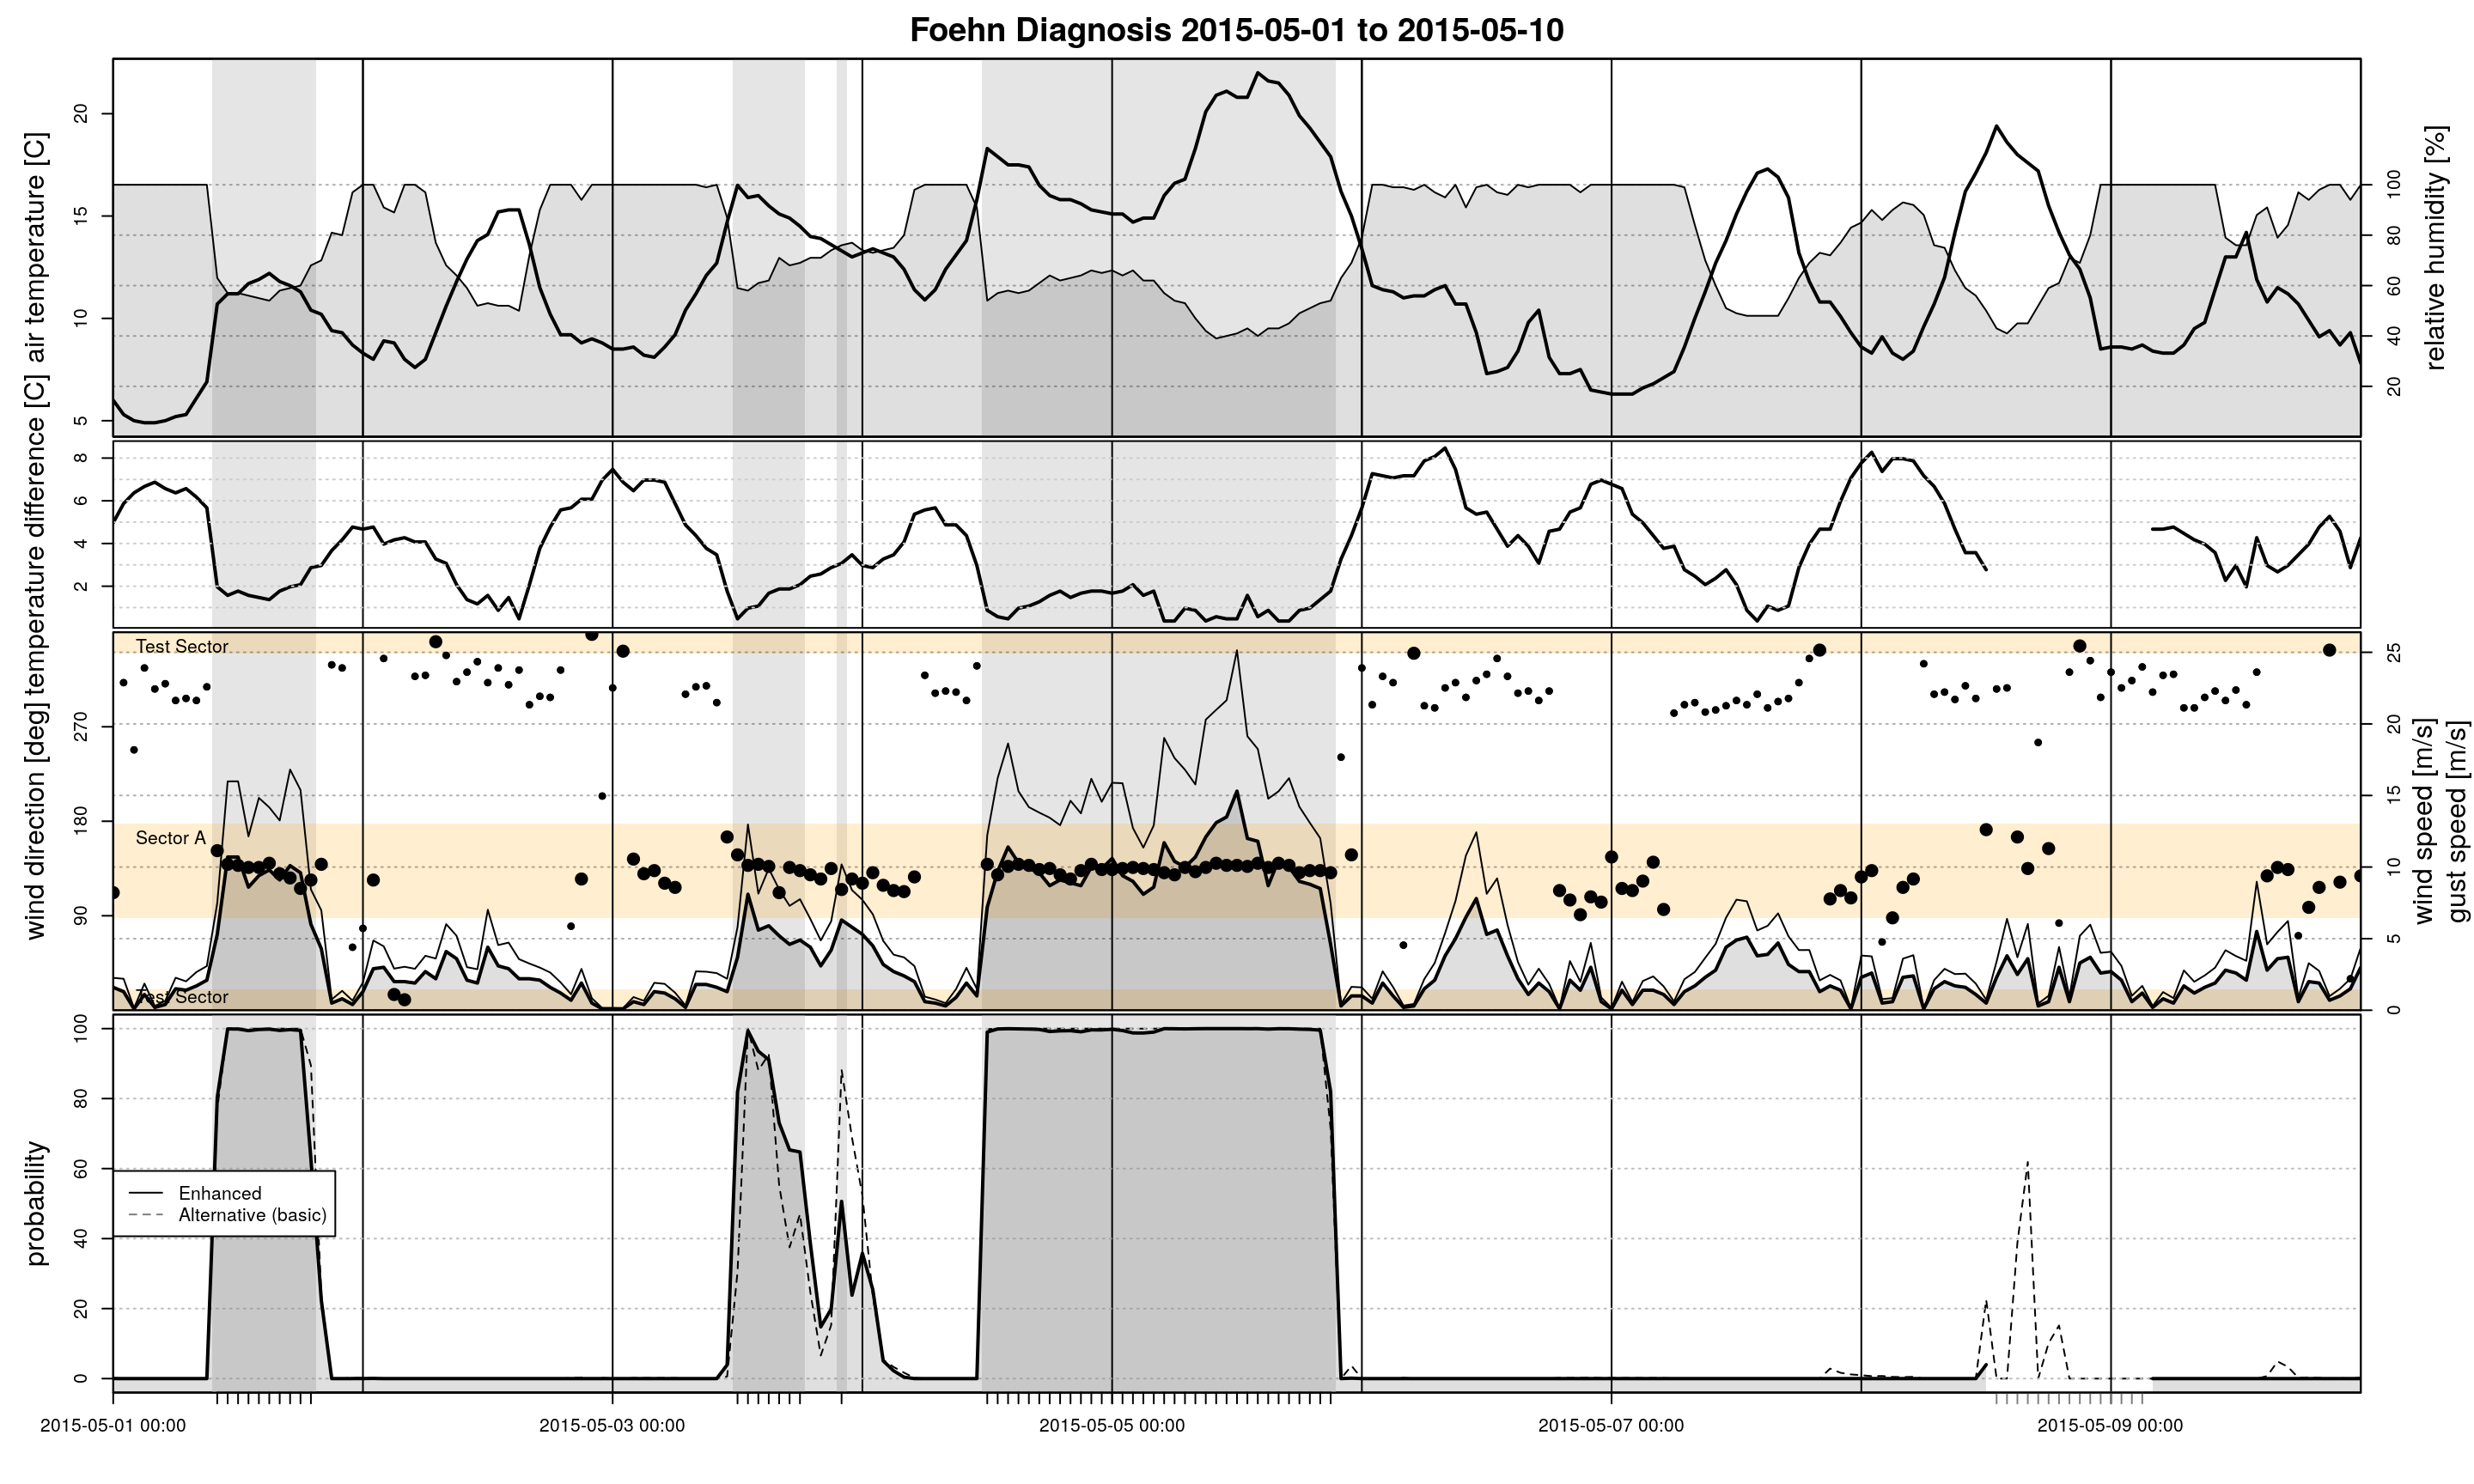 Foehn Diagnosis 2015-05-01 to 2015-05-10
air temperature [C]
5
10
15
20
relative humidity [%]
20
40
60
80
100
temperature difference [C]
2
4
6
8
wind direction [deg]
90
180
270
Test Sector
Sector A
Test Sector
wind speed [m/s]
gust speed [m/s]
0
5
10
15
20
25
probability
0
20
40
60
80
100
Enhanced
Alternative (basic)
2015-05-01 00:00
2015-05-03 00:00
2015-05-05 00:00
2015-05-07 00:00
2015-05-09 00:00